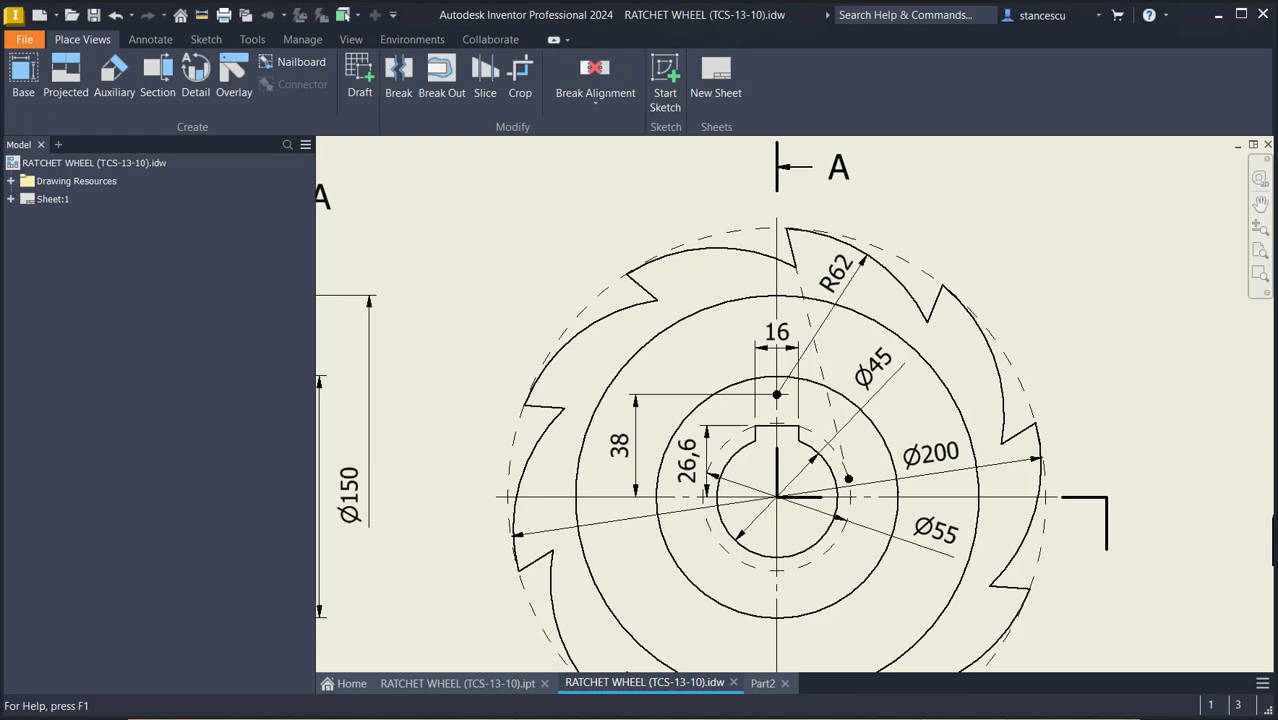 Autodesk Inventor Professional 2024 RATCHET WHEEL (TCS-13-10).idw
Search Help & Commands...
stancescu
File
Place Views
Annotate
Sketch
Tools
Manage
View
Environments
Collaborate
Base
Projected
Auxiliary
Section
Detail
Overlay
Nailboard
Connector
Draft
Break
Break Out
Slice
Crop
Break Alignment
Start
Sketch
New Sheet
Create
Modify
Sketch
Sheets
Model
RATCHET WHEEL (TCS-13-10).idw
Drawing Resources
Sheet:1
A
A
R62
16
Ø45
38
26,6
Ø200
Ø150
Ø55
Home
RATCHET WHEEL (TCS-13-10).ipt
RATCHET WHEEL (TCS-13-10).idw
Part2
For Help, press F1
1
3